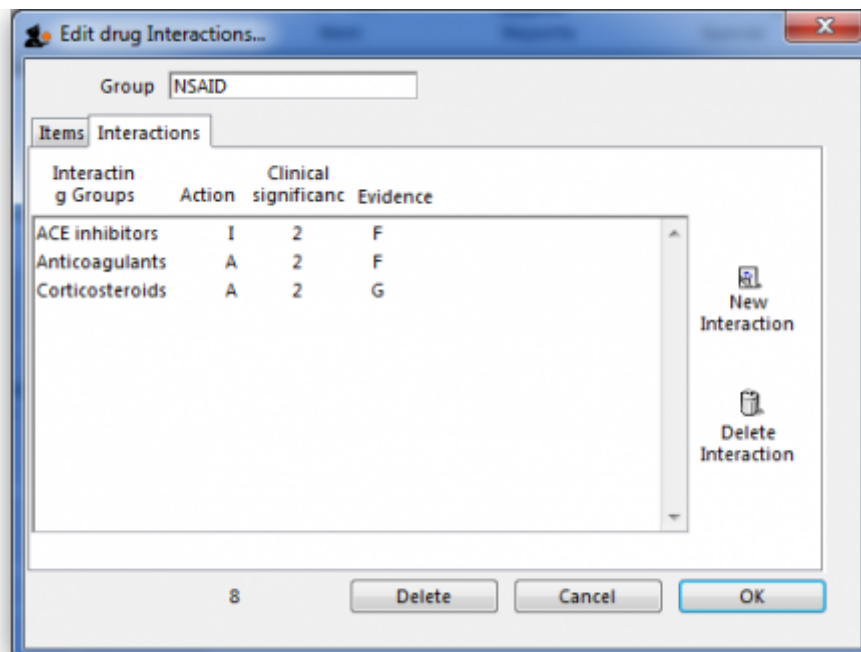 Edit drug Interactions...
Group NSAID
Items Interactions
Interactin Clinical
g Groups Action significanc Evidence
ACE inhibitors I 2 F
Anticoagulants A 2 F
Corticosteroids A 2 G
New
Interaction
Delete
Interaction
8 Delete Cancel OK